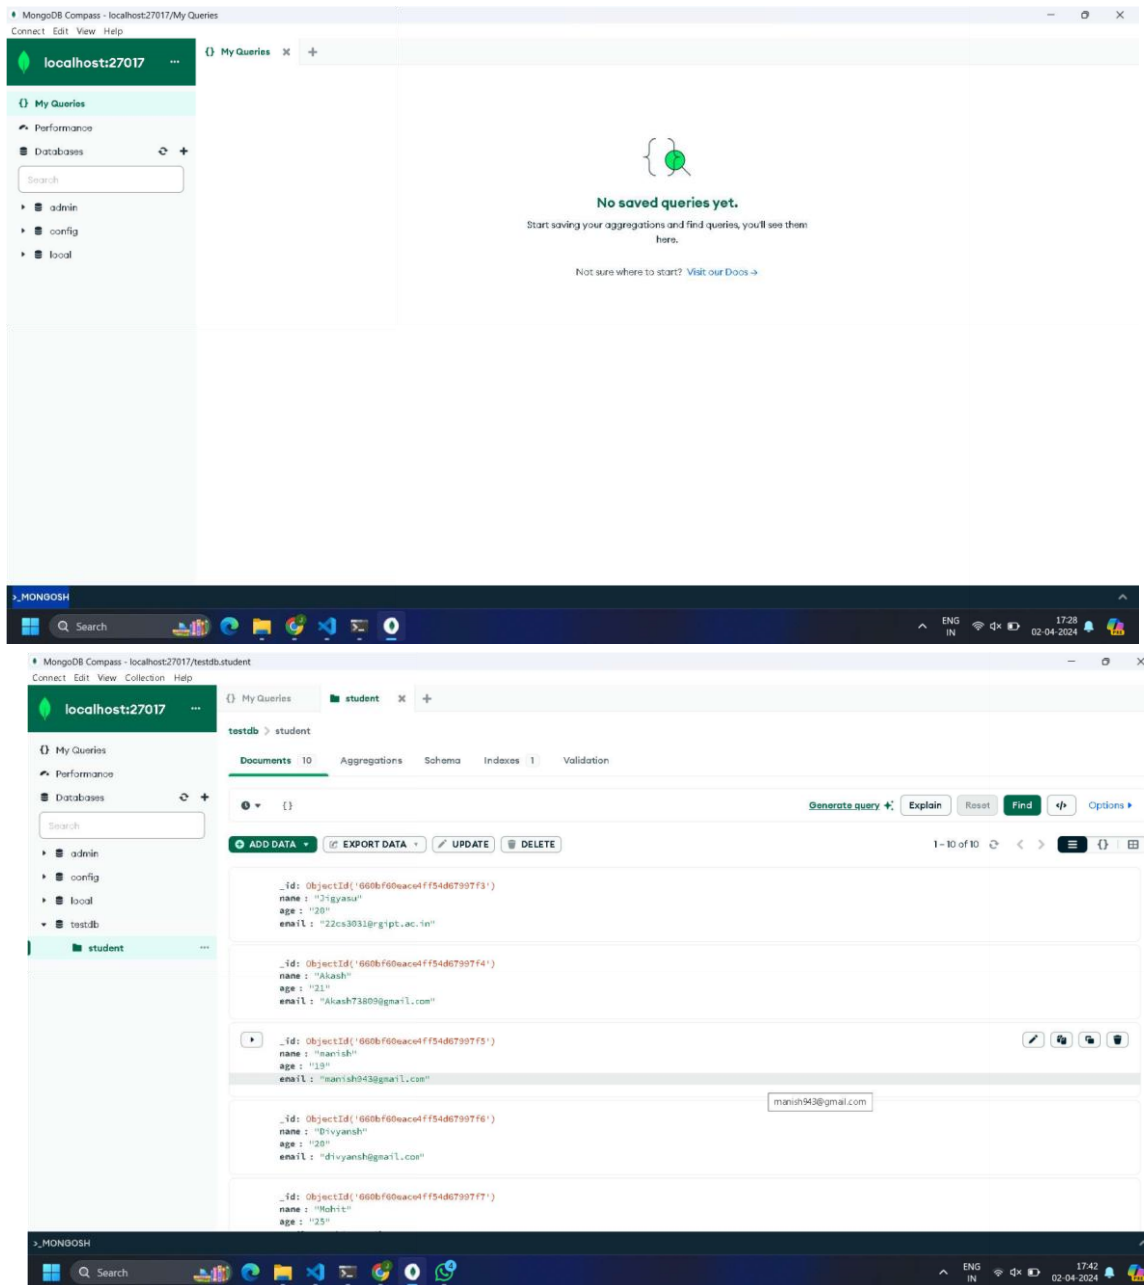 MongoDB Compass - localhost:27017/My Queries
Connect Edit View Help
localhost:27017 ...
{} My Queries
{} My Queries
Performance
Databases
Search
admin
config
local
No saved queries yet.
Start saving your aggregations and find queries, you'll see them
here.
Not sure where to start? Visit our Docs →
>_MONGOSH
Search
ENG
IN
17:28
02-04-2024
MongoDB Compass - localhost:27017/testdb.student
Connect Edit View Collection Help
localhost:27017 ...
{} My Queries student
testdb > student
{} My Queries
Performance
Databases
Search
admin
config
local
testdb
student ...
Documents 10 Aggregations Schema Indexes 1 Validation
{} Generate query Explain Reset Find </> Options
ADD DATA EXPORT DATA UPDATE DELETE 1 – 10 of 10 {}
_id: ObjectId('660bf60eace4ff54d67997f3')
name : "Jigyasu"
age : "20"
email : "22cs3031@rgipt.ac.in"
_id: ObjectId('660bf60eace4ff54d67997f4')
name : "Akash"
age : "21"
email : "Akash73809@gmail.com"
_id: ObjectId('660bf60eace4ff54d67997f5')
name : "manish"
age : "19"
email : "manish943@gmail.com"
manish943@gmail.com
_id: ObjectId('660bf60eace4ff54d67997f6')
name : "Divyansh"
age : "20"
email : "divyansh@gmail.com"
_id: ObjectId('660bf60eace4ff54d67997f7')
name : "Mohit"
age : "25"
>_MONGOSH
Search
ENG
IN
17:42
02-04-2024